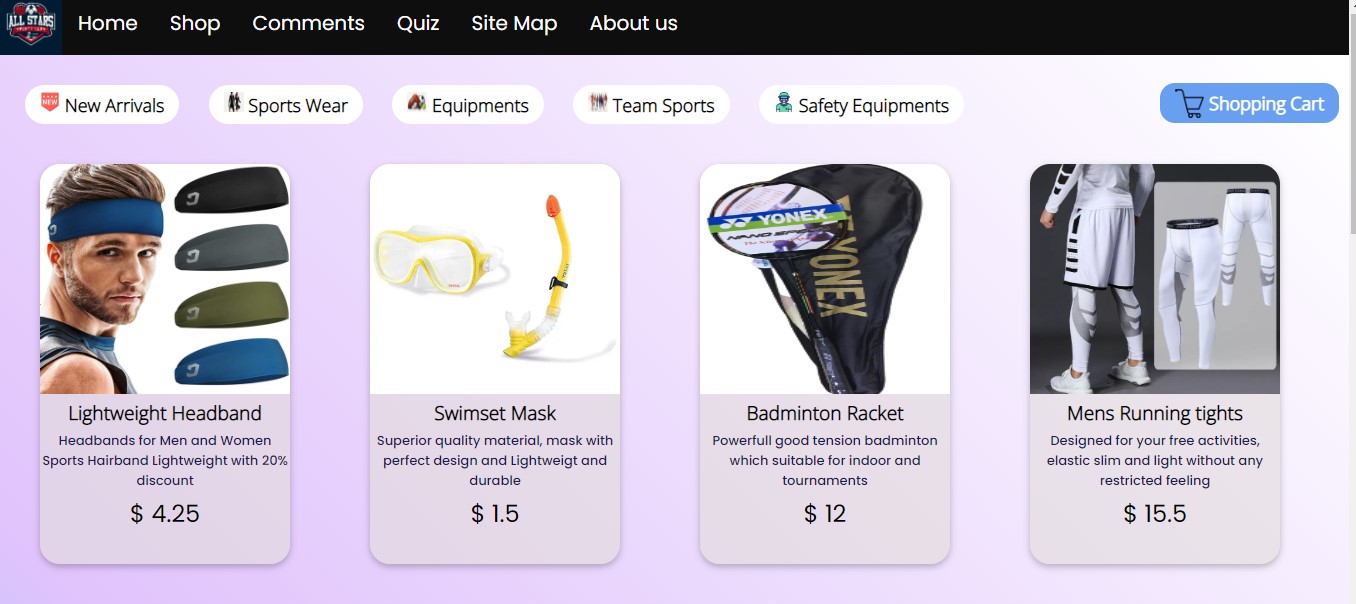 ALL STARS
Home
Shop
Comments
Quiz
Site Map
About us
NEW
New Arrivals
Sports Wear
Equipments
Team Sports
Safety Equipments
Shopping Cart
YONEX
YONEX
Lightweight Headband
Headbands for Men and Women
Sports Hairband Lightweight with 20%
discount
$ 4.25
Swimset Mask
Superior quality material, mask with
perfect design and Lightweigt and
durable
$ 1.5
Badminton Racket
Powerfull good tension badminton
which suitable for indoor and
tournaments
$ 12
Mens Running tights
Designed for your free activities,
elastic slim and light without any
restricted feeling
$ 15.5